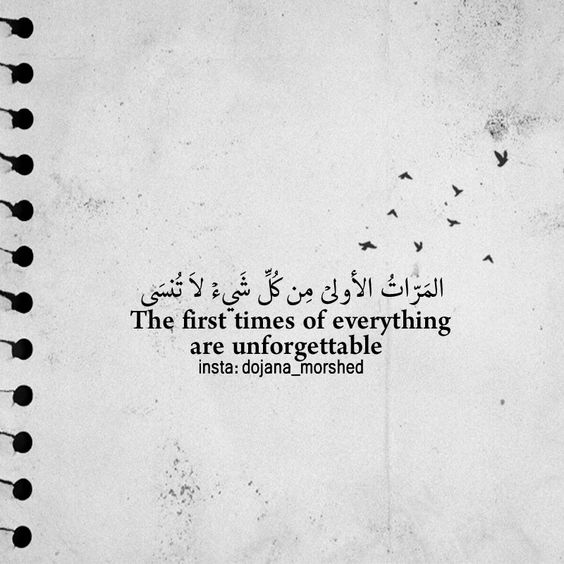 المَرّاتُ الأولىْ مِن كُلِّ شَيءْ لاَ تُنسَى
The first times of everything
are unforgettable
insta: dojana_morshed